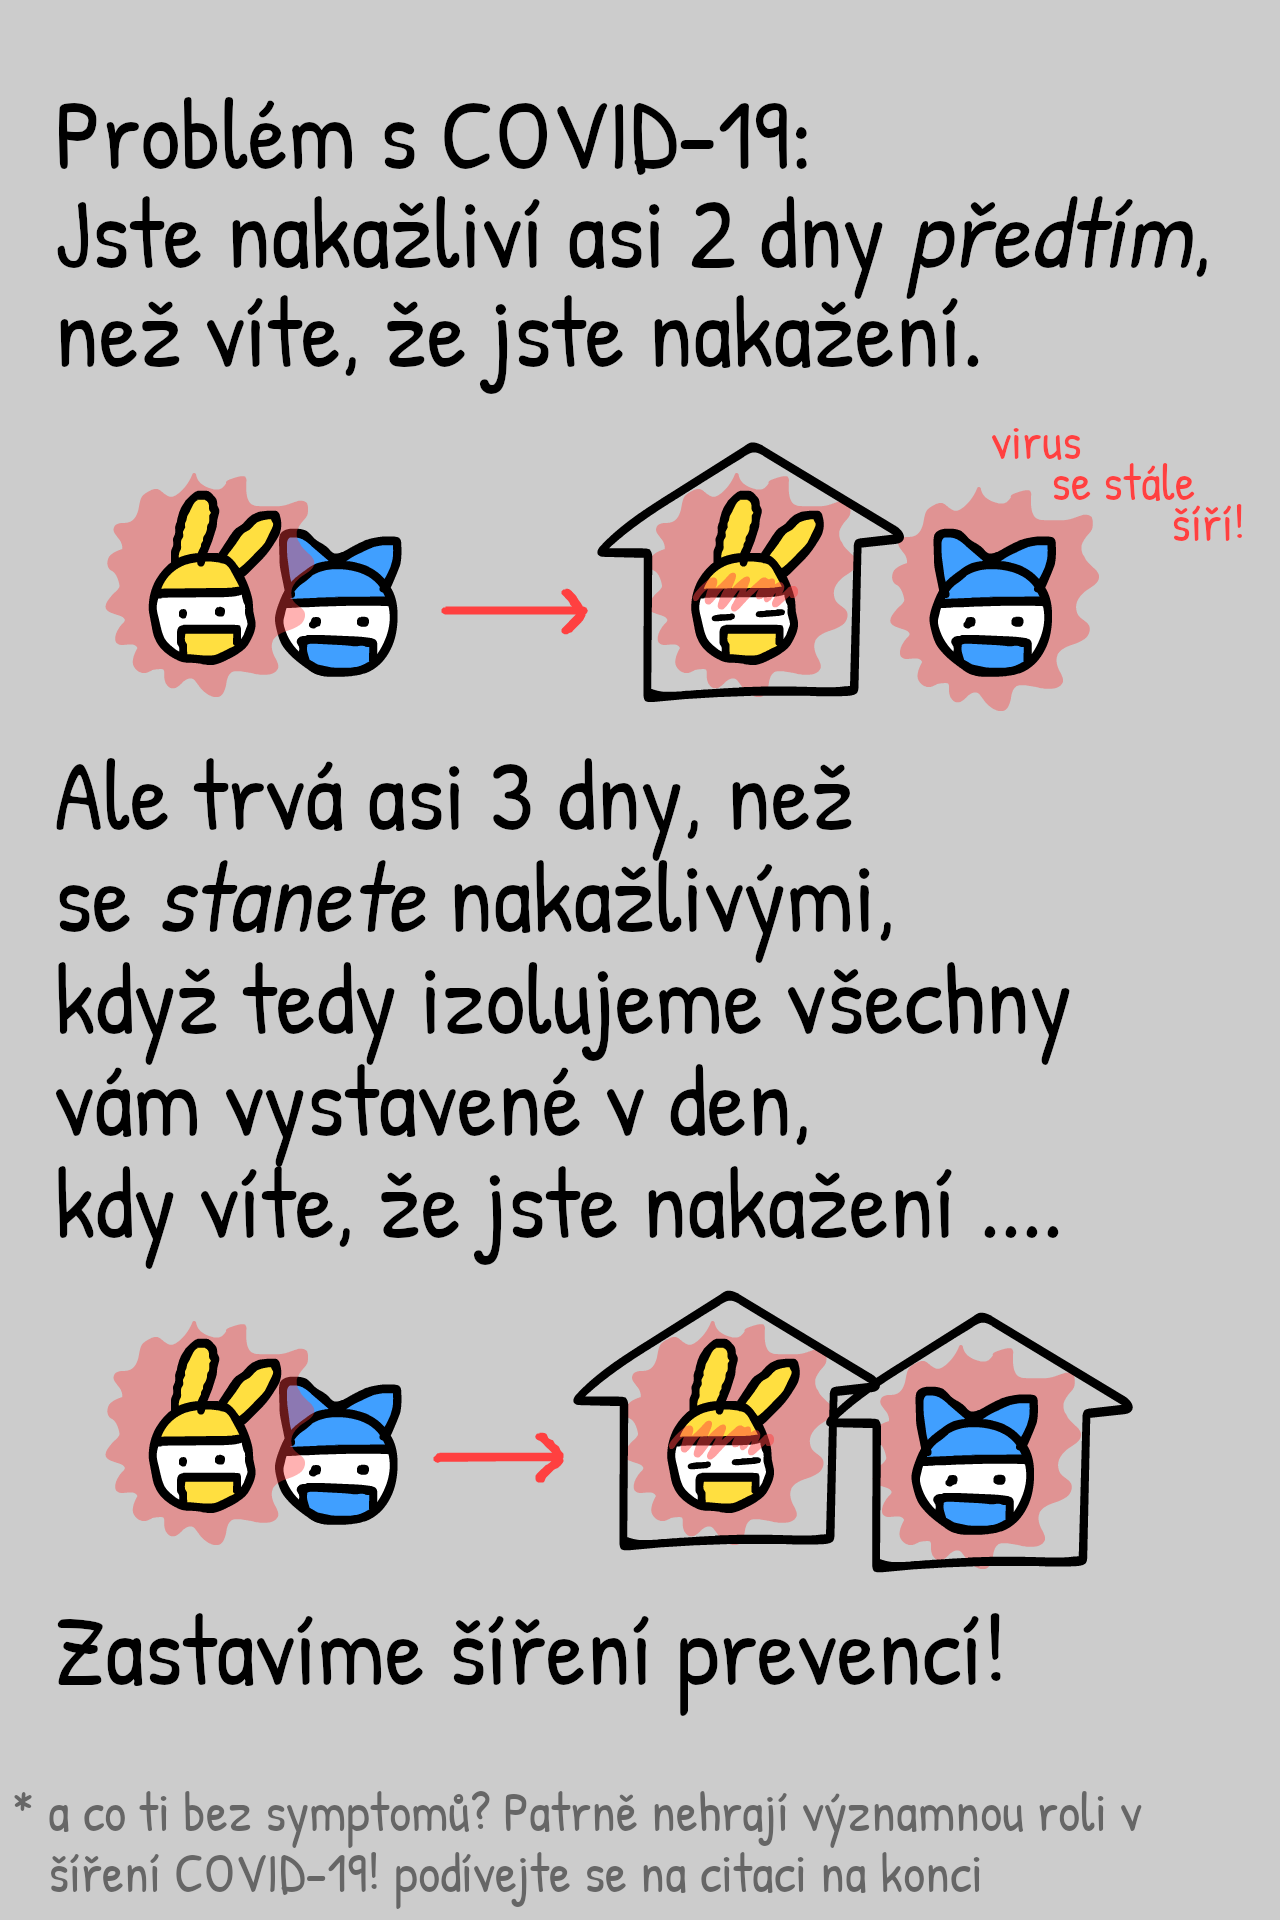 Problém s COVID-19:
Jste nakažliví asi 2 dny předtím,
než víte, že jste nakažení.
virus
se stále
šíří!
Ale trvá asi 3 dny, než
se stanete nakažlivými,
když tedy izolujeme všechny
vám vystavené v den,
kdy víte, že jste nakažení ....
Zastavíme šíření prevencí!
* a co ti bez symptomů? Patrně nehrají významnou roli v
šíření COVID-19! podívejte se na citaci na konci